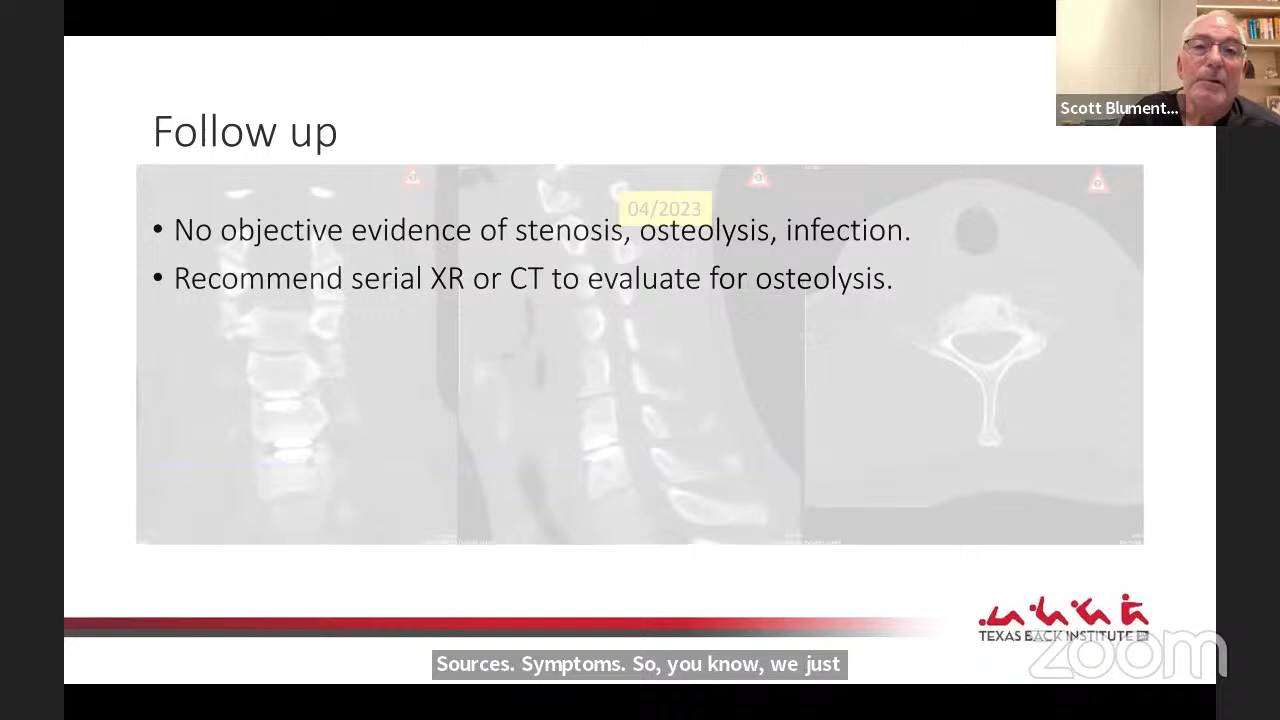 Scott Blument...
Follow up
04/2023
• No objective evidence of stenosis, osteolysis, infection.
• Recommend serial XR or CT to evaluate for osteolysis.
TEXAS BACK INSTITUTE
zoom
Sources. Symptoms. So, you know, we just